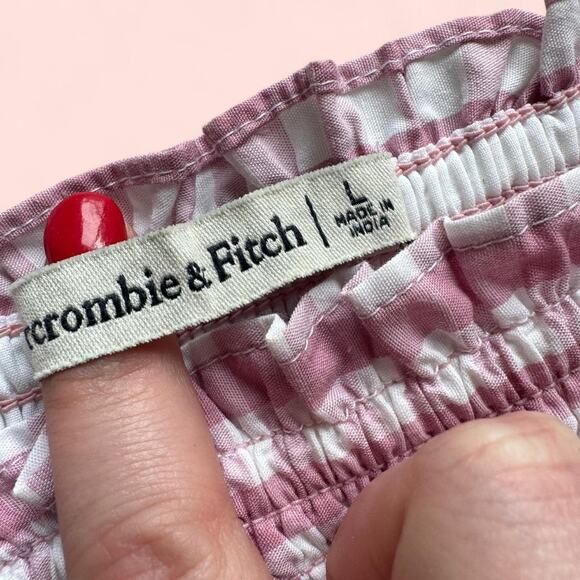 rcrombie & Fitch
L
MADE IN
INDIA